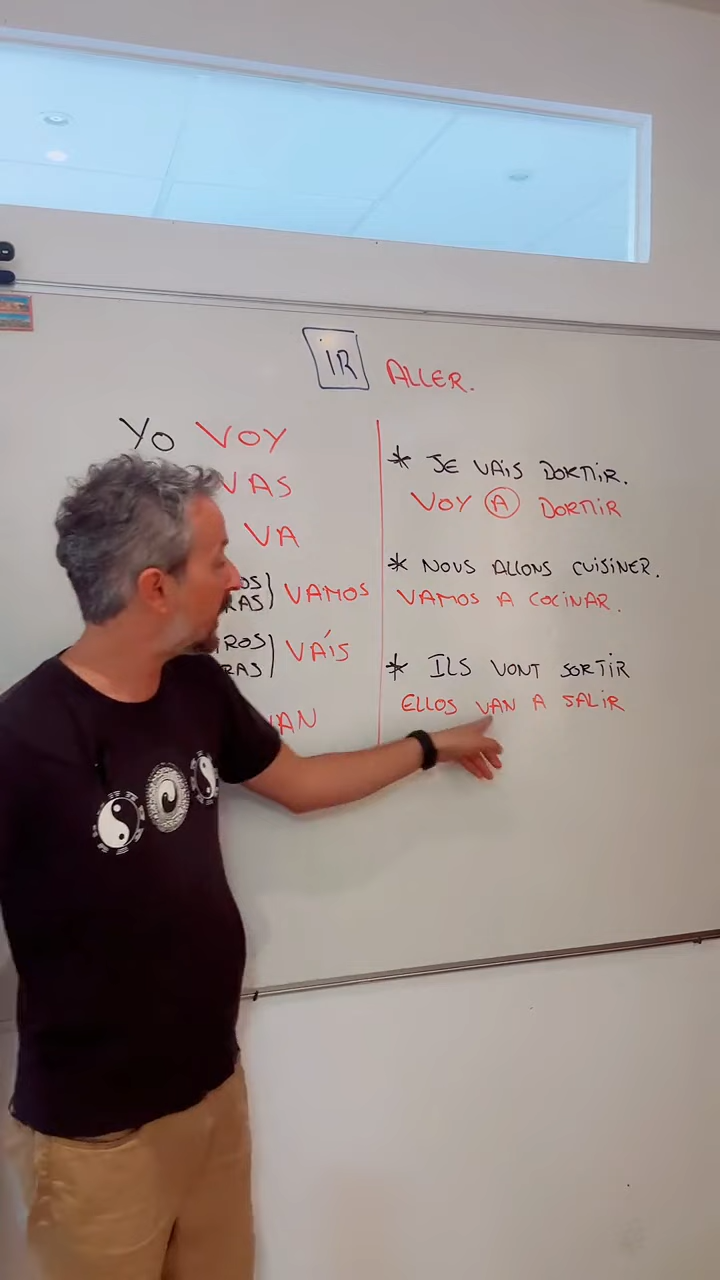 IR ALLER.
YO VOY
VAS
VA
VAMOS
VAÍS
VAN
* JE VAIS DORMIR.
VOY A DORMIR
* NOUS ALLONS CUISINER.
VAMOS A COCINAR.
* ILS VONT SORTIR
ELLOS VAN A SALIR